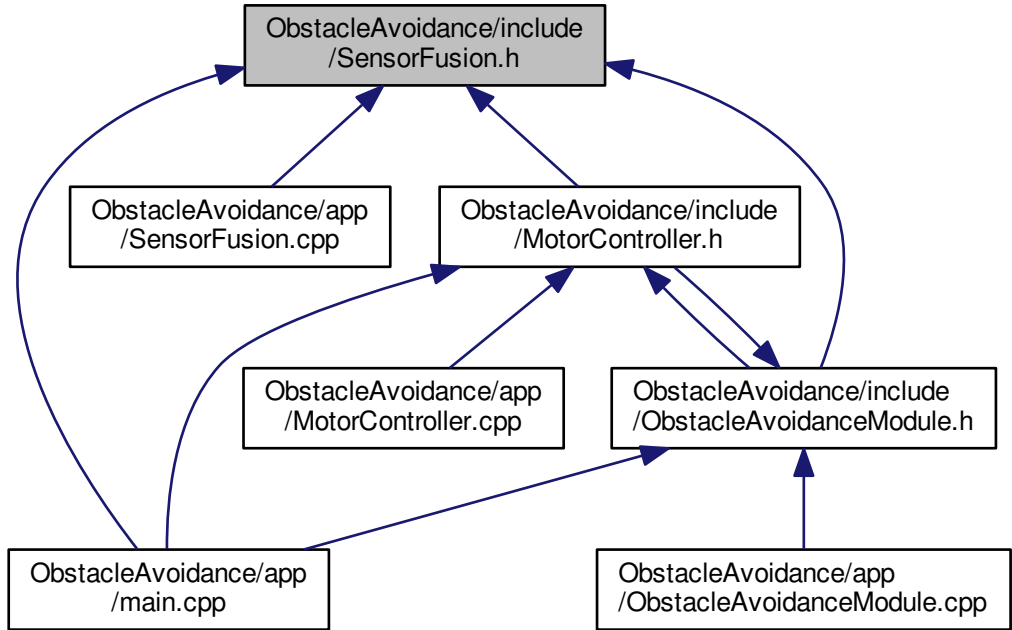 ObstacleAvoidance/include
/SensorFusion.h
ObstacleAvoidance/app
/SensorFusion.cpp
ObstacleAvoidance/include
/MotorController.h
ObstacleAvoidance/app
/MotorController.cpp
ObstacleAvoidance/include
/ObstacleAvoidanceModule.h
ObstacleAvoidance/app
/main.cpp
ObstacleAvoidance/app
/ObstacleAvoidanceModule.cpp